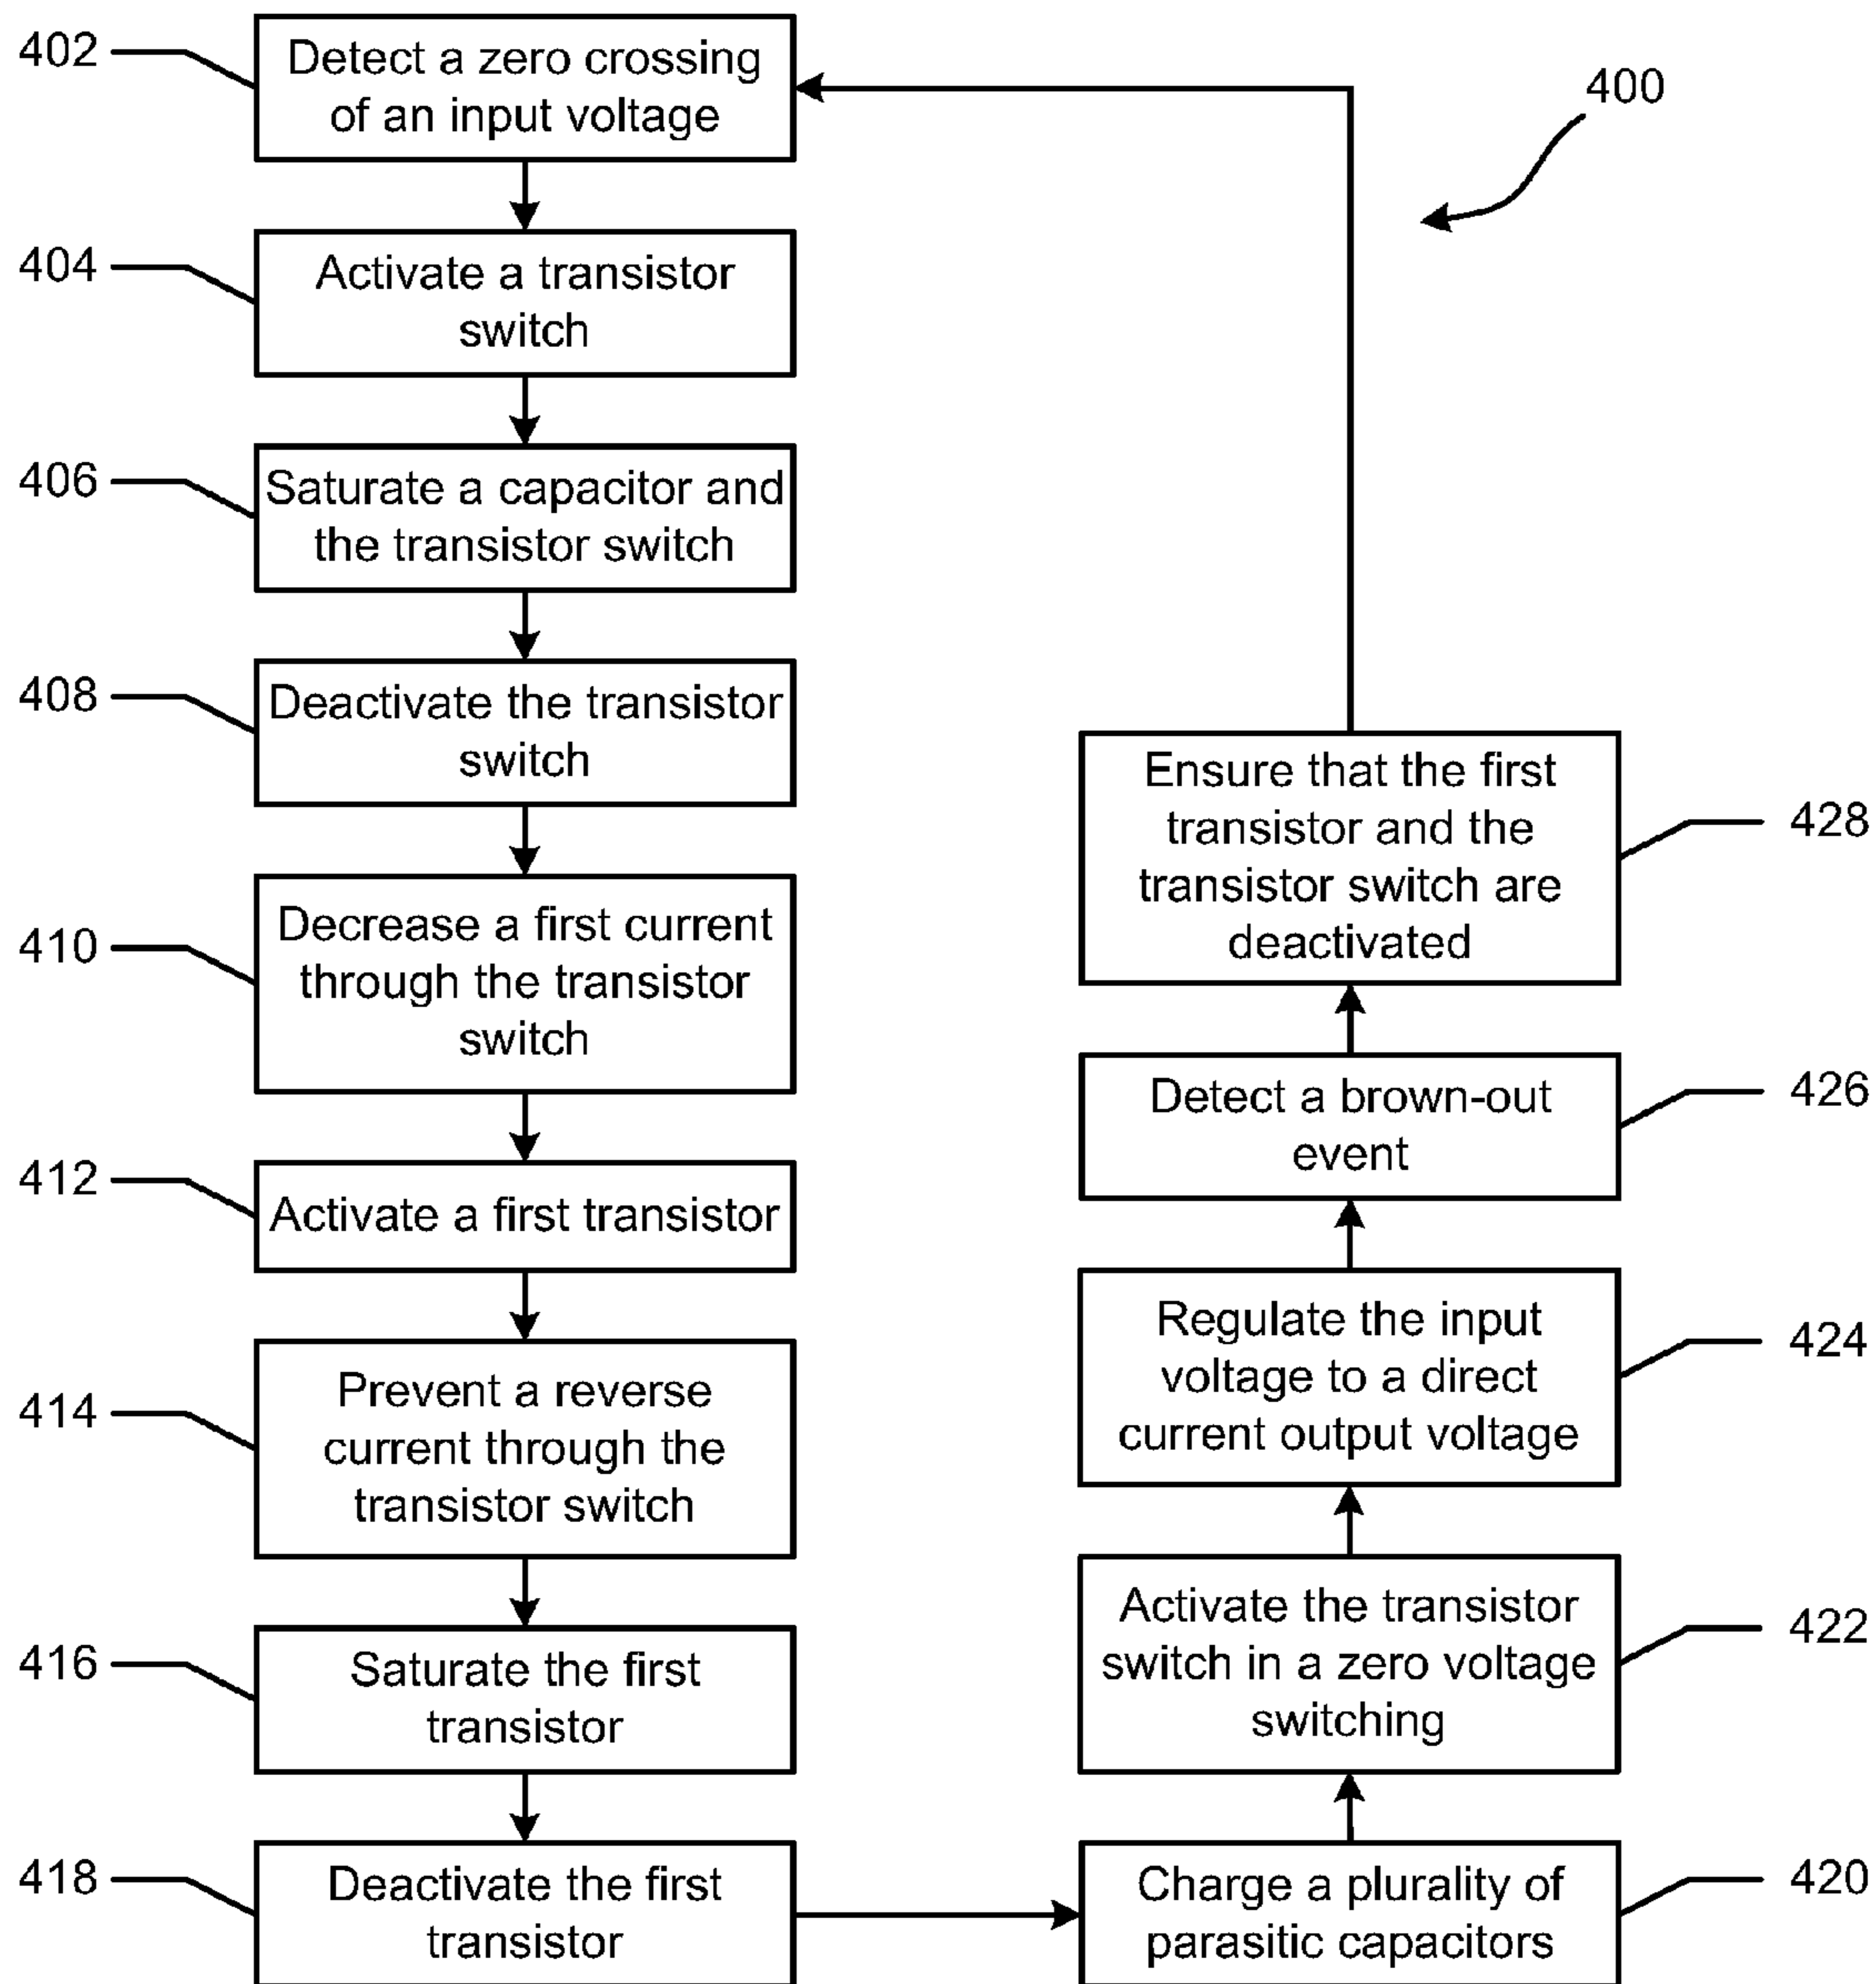 402
Detect a zero crossing
of an input voltage
400
404
Activate a transistor
switch
406
Saturate a capacitor and
the transistor switch
408
Deactivate the transistor
switch
410
Decrease a first current
through the transistor
switch
412
Activate a first transistor
414
Prevent a reverse
current through the
transistor switch
416
Saturate the first
transistor
418
Deactivate the first
transistor
Charge a plurality of
parasitic capacitors
420
Activate the transistor
switch in a zero voltage
switching
422
Regulate the input
voltage to a direct
current output voltage
424
Detect a brown-out
event
426
Ensure that the first
transistor and the
transistor switch are
deactivated
428